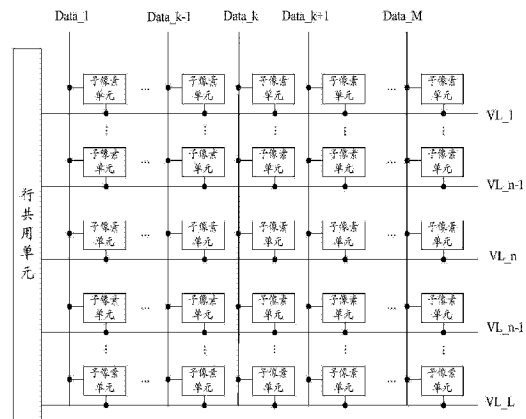 Data_1 Data_k-1 Data_k Data_k+1 Data_M
子像素 子像素 子像素 子像素 子像素
单元 ... 单元 单元 单元 ... 单元
VL_1
子像素 子像素 子像素 子像素 子像素
单元 ... 单元 单元 单元 ... 单元
VL_n-1
行共用单元
子像素 子像素 子像素 子像素 子像素
单元 ... 单元 单元 单元 ... 单元
VL_n
子像素 子像素 子像素 子像素 子像素
单元 ... 单元 单元 单元 ... 单元
VL_n-1
子像素 子像素 子像素 子像素 子像素
单元 ... 单元 单元 单元 ... 单元
VL_L